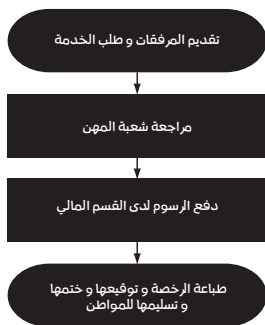 تقديم المرفقات و طلب الخدمة
مراجعة شعبة المهن
دفع الرسوم لدى القسم المالي
طباعة الرخصة و توقيعها و ختمها
و تسليمها للمواطن